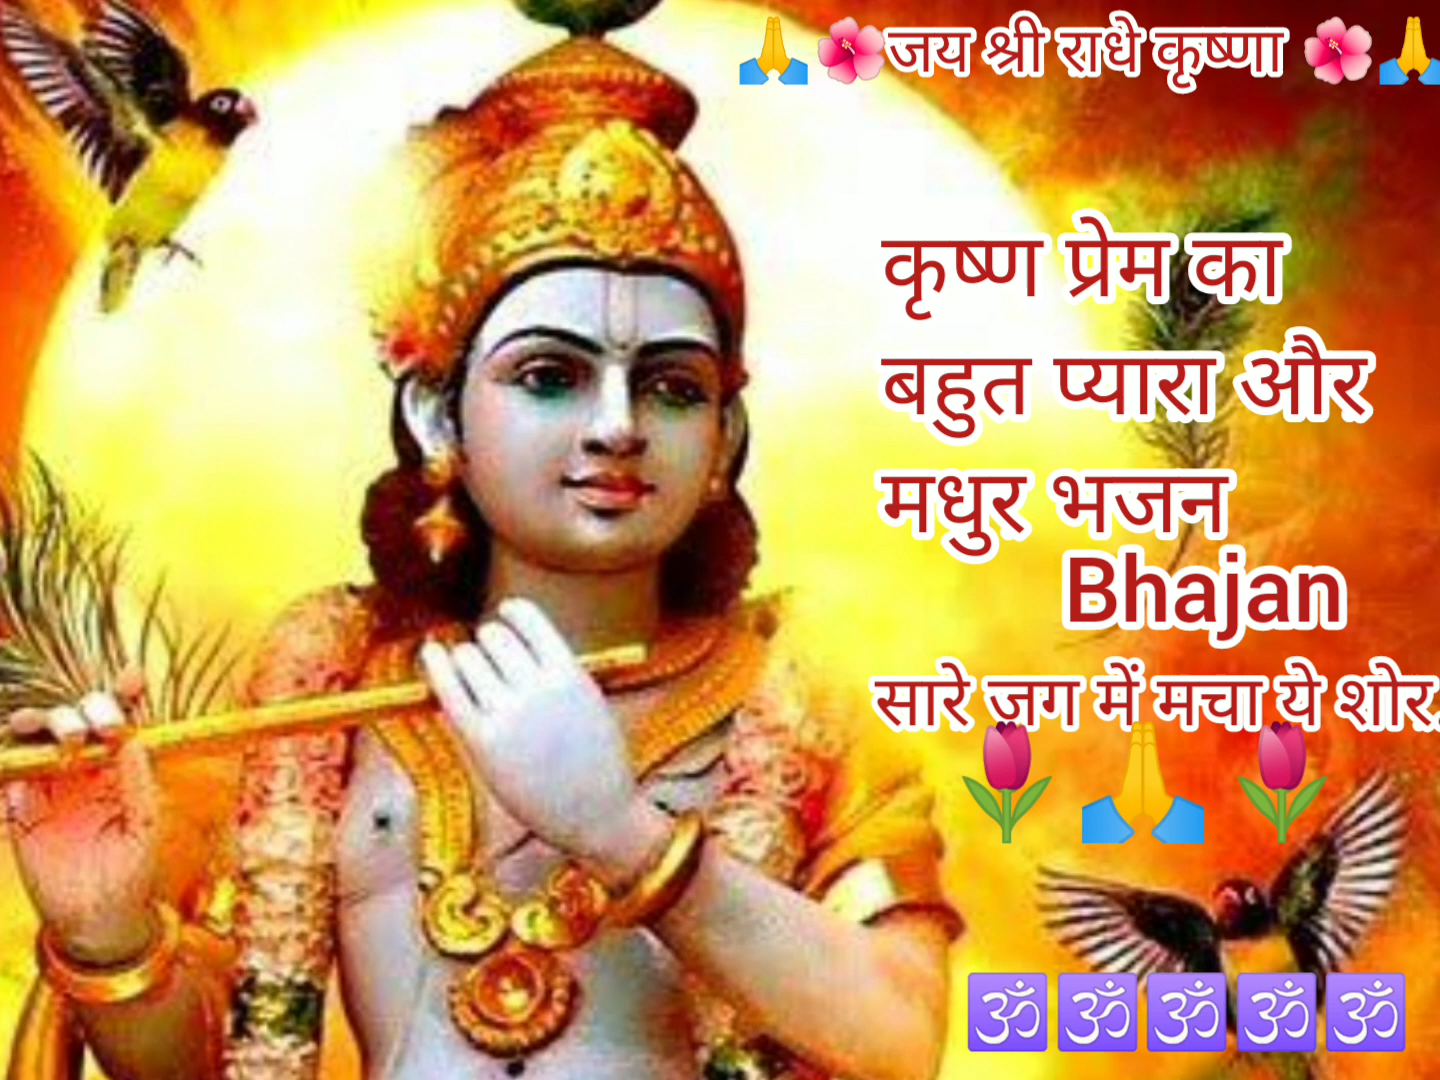 🙏🌺जय श्री राधे कृष्णा 🌺🙏
कृष्ण प्रेम का
बहुत प्यारा और
मधुर भजन
Bhajan
सारे जग में मचा ये शोर.
🌷🙏🌷
🕉🕉🕉🕉🕉